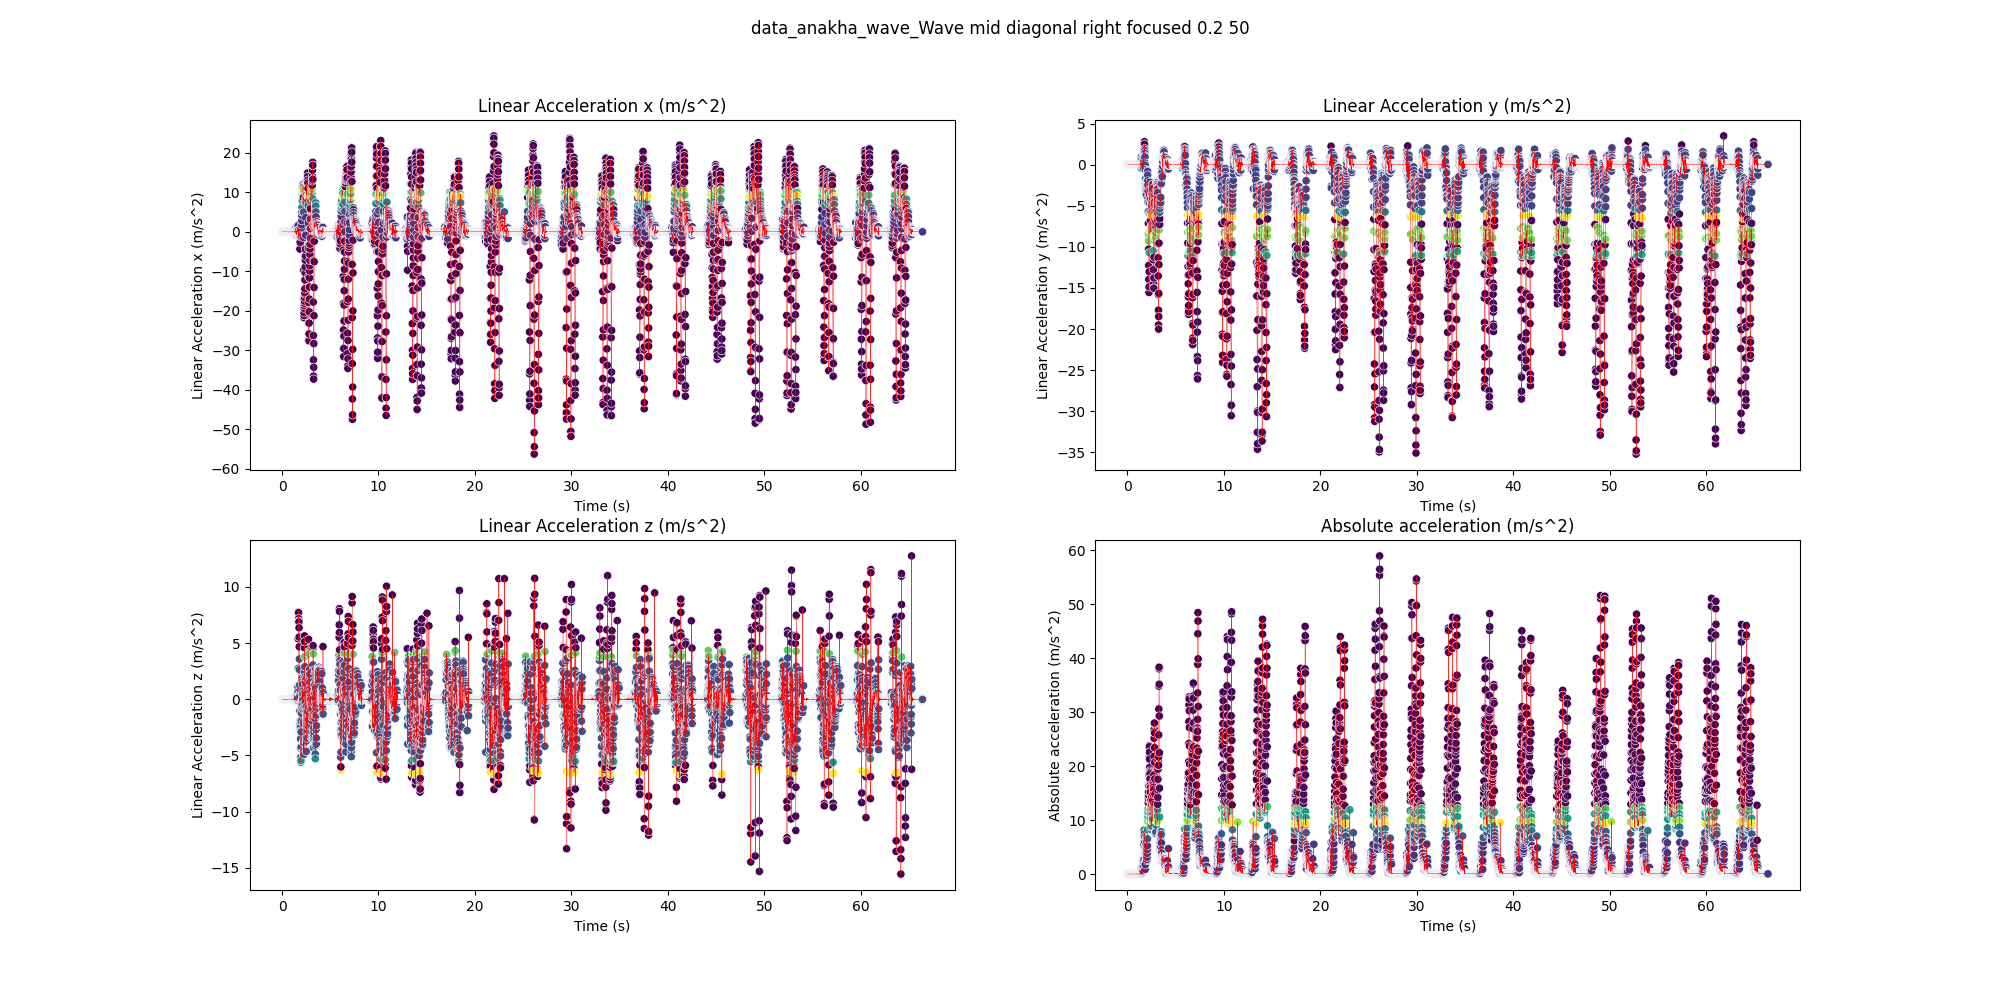 data_anakha_wave_Wave mid diagonal right focused 0.2 50
Linear Acceleration x (m/s^2)
Linear Acceleration x (m/s^2)
20
10
0
−10
−20
−30
−40
−50
−60
0 10 20 30 40 50 60
Time (s)
Linear Acceleration y (m/s^2)
Linear Acceleration y (m/s^2)
5
0
−5
−10
−15
−20
−25
−30
−35
0 10 20 30 40 50 60
Time (s)
Linear Acceleration z (m/s^2)
Linear Acceleration z (m/s^2)
10
5
0
−5
−10
−15
0 10 20 30 40 50 60
Time (s)
Absolute acceleration (m/s^2)
Absolute acceleration (m/s^2)
60
50
40
30
20
10
0
0 10 20 30 40 50 60
Time (s)